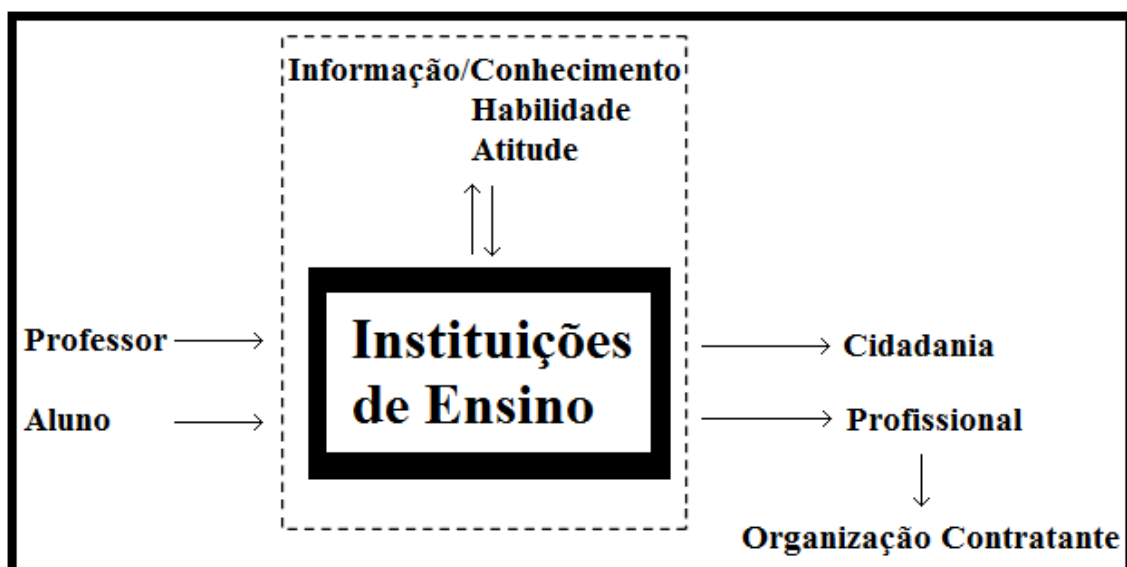 Informação/Conhecimento
Habilidade
Atitude
Instituições
de Ensino
Professor
Aluno
Cidadania
Profissional
Organização Contratante